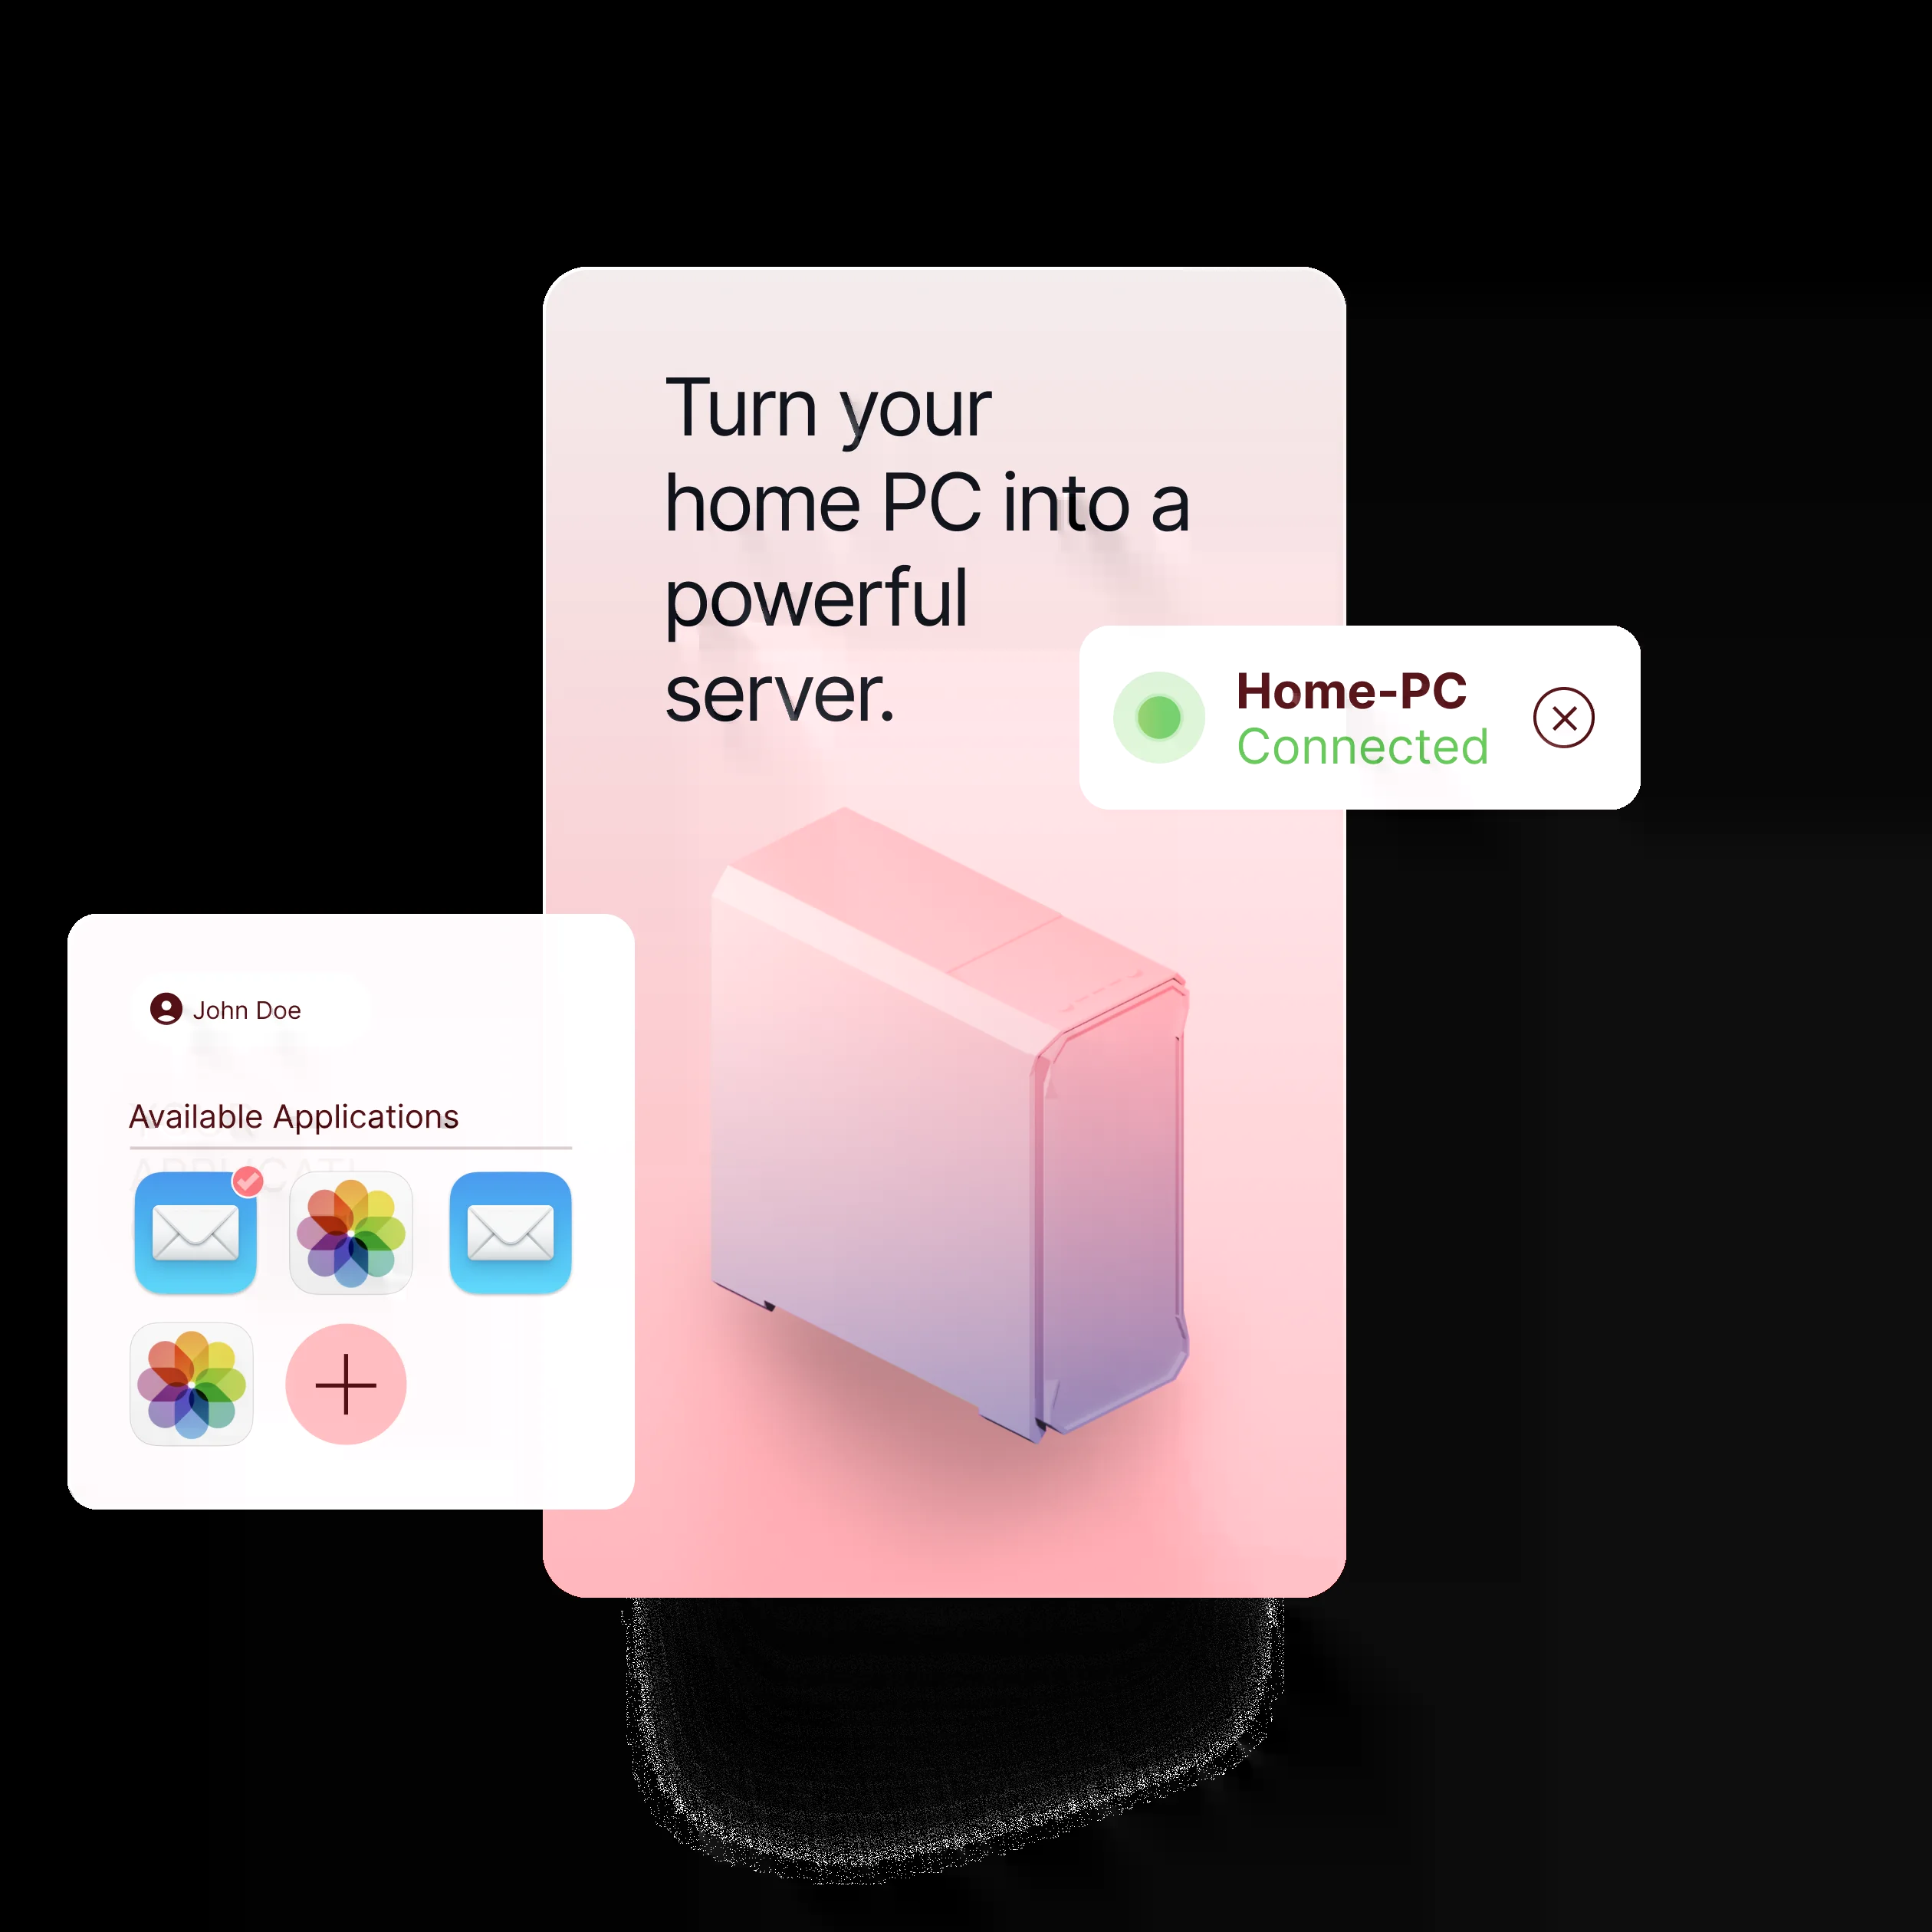 Turn your
home PC into a
powerful
server.
Home-PC
Connected
John Doe
Available Applications